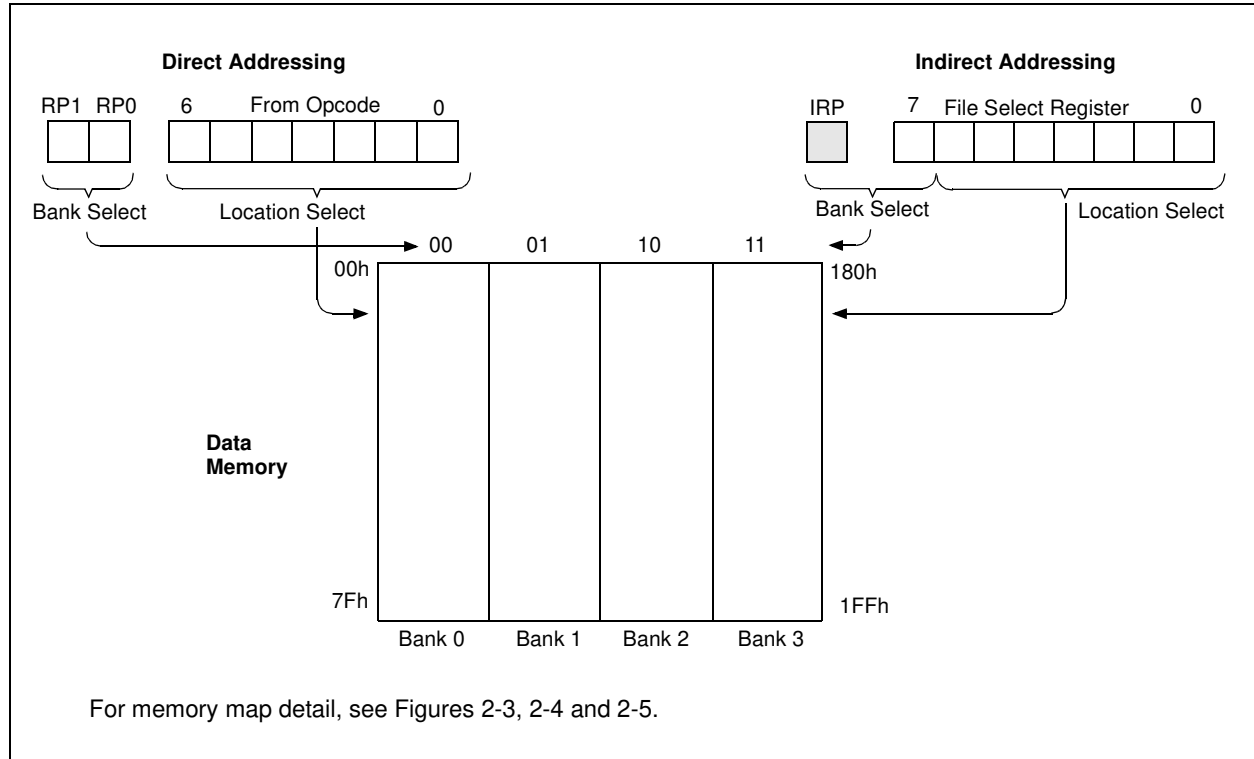 Direct Addressing
Indirect Addressing
RP1 RP0
6 From Opcode 0
IRP
7 File Select Register 0
Bank Select
Location Select
Bank Select
Location Select
00 01 10 11
00h
180h
Data
Memory
7Fh
1FFh
Bank 0 Bank 1 Bank 2 Bank 3
For memory map detail, see Figures 2-3, 2-4 and 2-5.